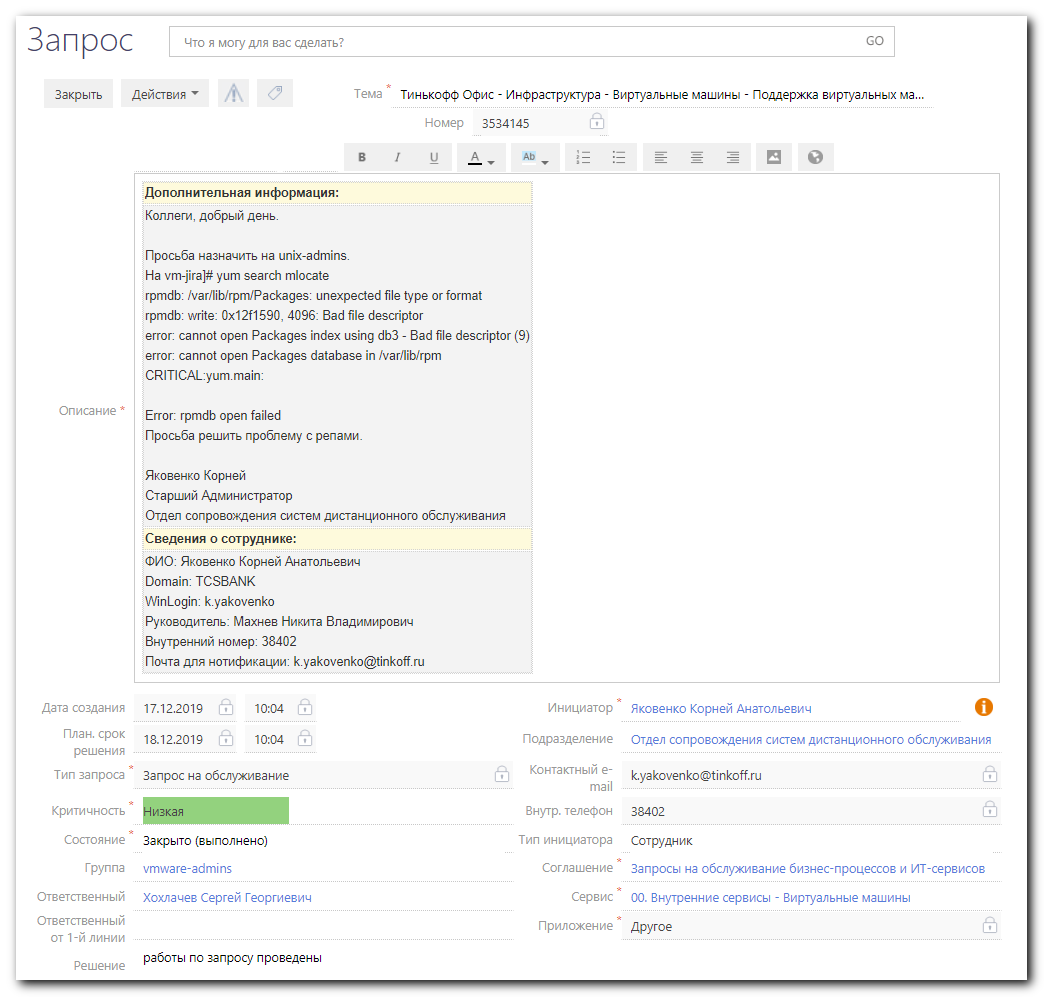 Запрос
Что я могу для вас сделать?
GO
Закрыть
Действия
Тема *
Тинькофф Офис - Инфраструктура - Виртуальные машины - Поддержка виртуальных ма...
Номер
3534145
B I U A Ab
Описание *
Дополнительная информация:
Коллеги, добрый день.
Просьба назначить на unix-admins.
На vm-jira]# yum search mlocate
rpmdb: /var/lib/rpm/Packages: unexpected file type or format
rpmdb: write: 0x12f1590, 4096: Bad file descriptor
error: cannot open Packages index using db3 - Bad file descriptor (9)
error: cannot open Packages database in /var/lib/rpm
CRITICAL:yum.main:
Error: rpmdb open failed
Просьба решить проблему с репами.
Яковенко Корней
Старший Администратор
Отдел сопровождения систем дистанционного обслуживания
Сведения о сотруднике:
ФИО: Яковенко Корней Анатольевич
Domain: TCSBANK
WinLogin: k.yakovenko
Руководитель: Махнев Никита Владимирович
Внутренний номер: 38402
Почта для нотификации: k.yakovenko@tinkoff.ru
Дата создания
17.12.2019
10:04
План. срок
решения
18.12.2019
10:04
Тип запроса *
Запрос на обслуживание
Критичность *
Низкая
Состояние *
Закрыто (выполнено)
Группа
vmware-admins
Ответственный
Хохлачев Сергей Георгиевич
Ответственный
от 1-й линии
Решение
работы по запросу проведены
Инициатор *
Яковенко Корней Анатольевич
Подразделение
Отдел сопровождения систем дистанционного обслуживания
Контактный e-
mail
k.yakovenko@tinkoff.ru
Внутр. телефон
38402
Тип инициатора
Сотрудник
Соглашение *
Запросы на обслуживание бизнес-процессов и ИТ-сервисов
Сервис *
00. Внутренние сервисы - Виртуальные машины
Приложение *
Другое